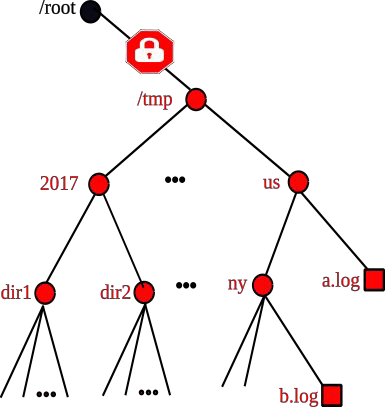 /root
/tmp
2017
...
us
dir1
dir2
...
ny
a.log
...
...
b.log